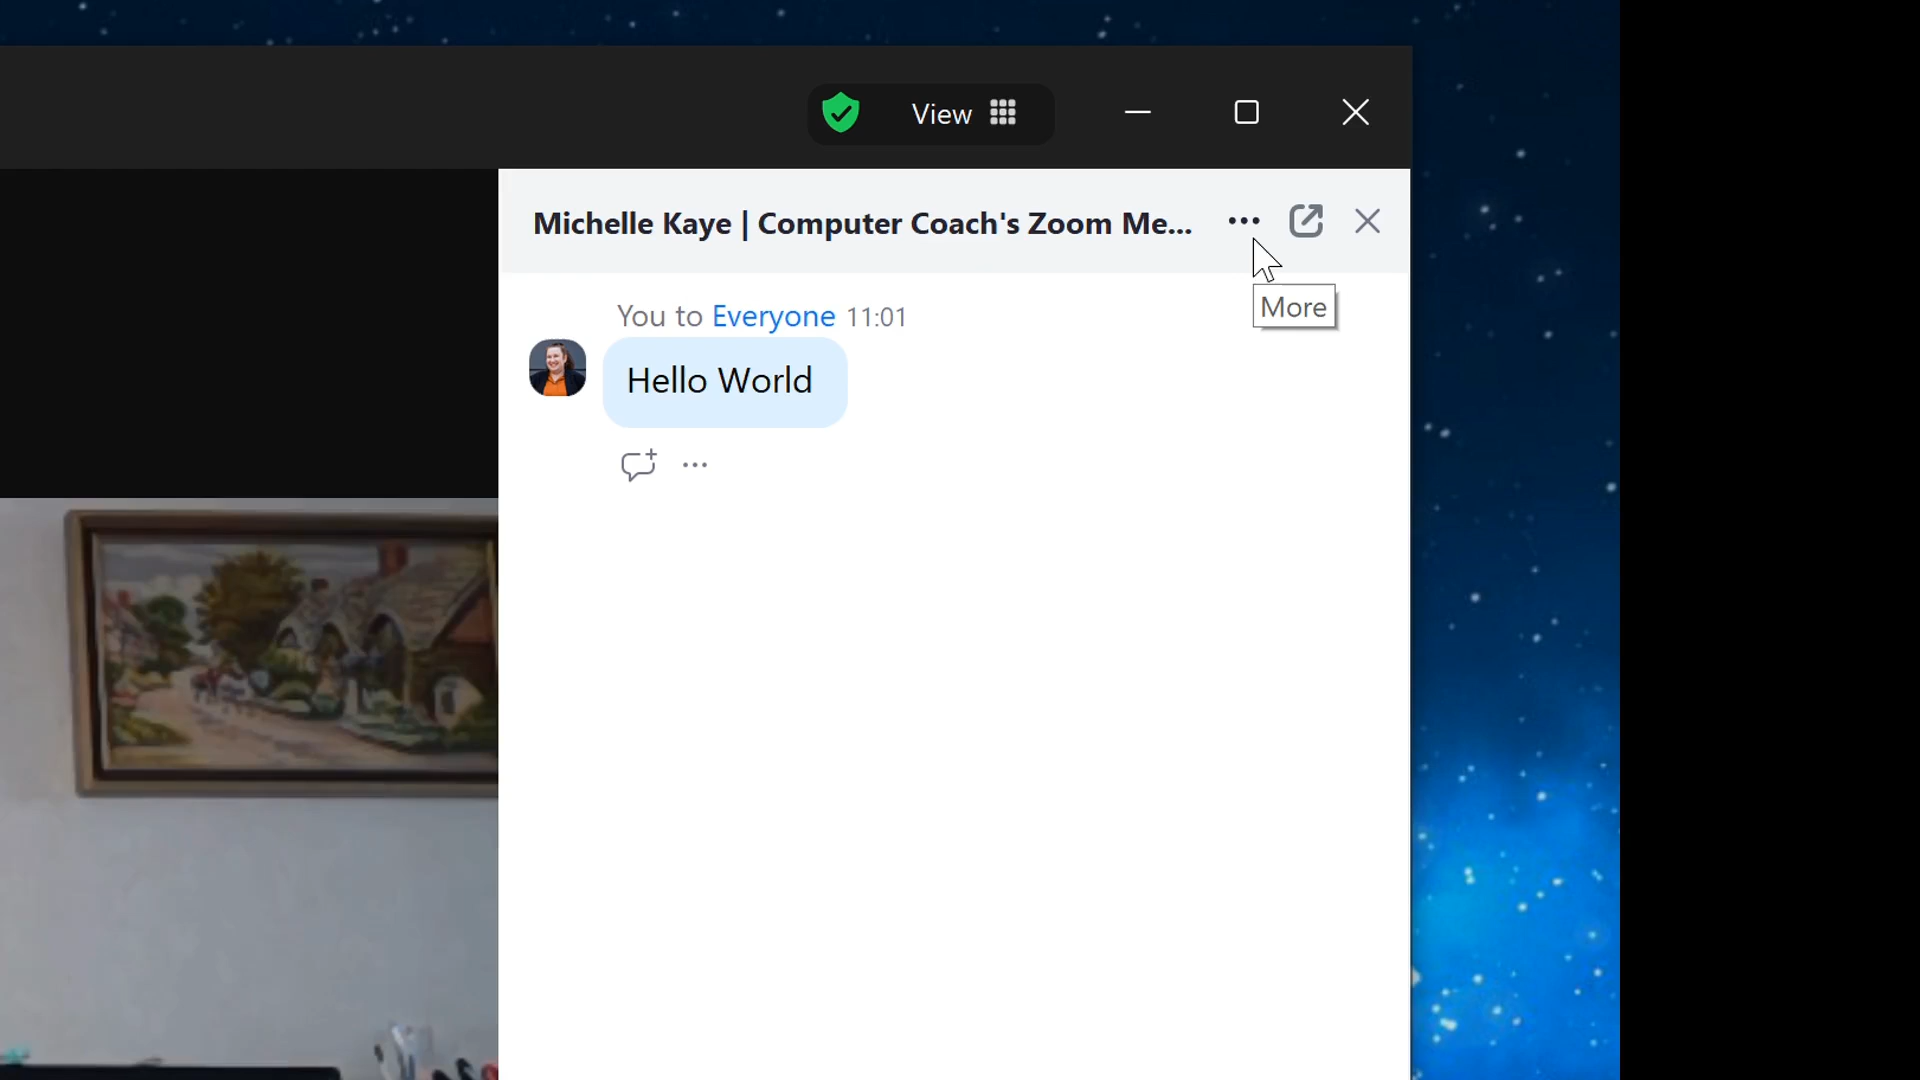 View
Michelle Kaye | Computer Coach's Zoom Me...
More
You to Everyone 11:01
Hello World